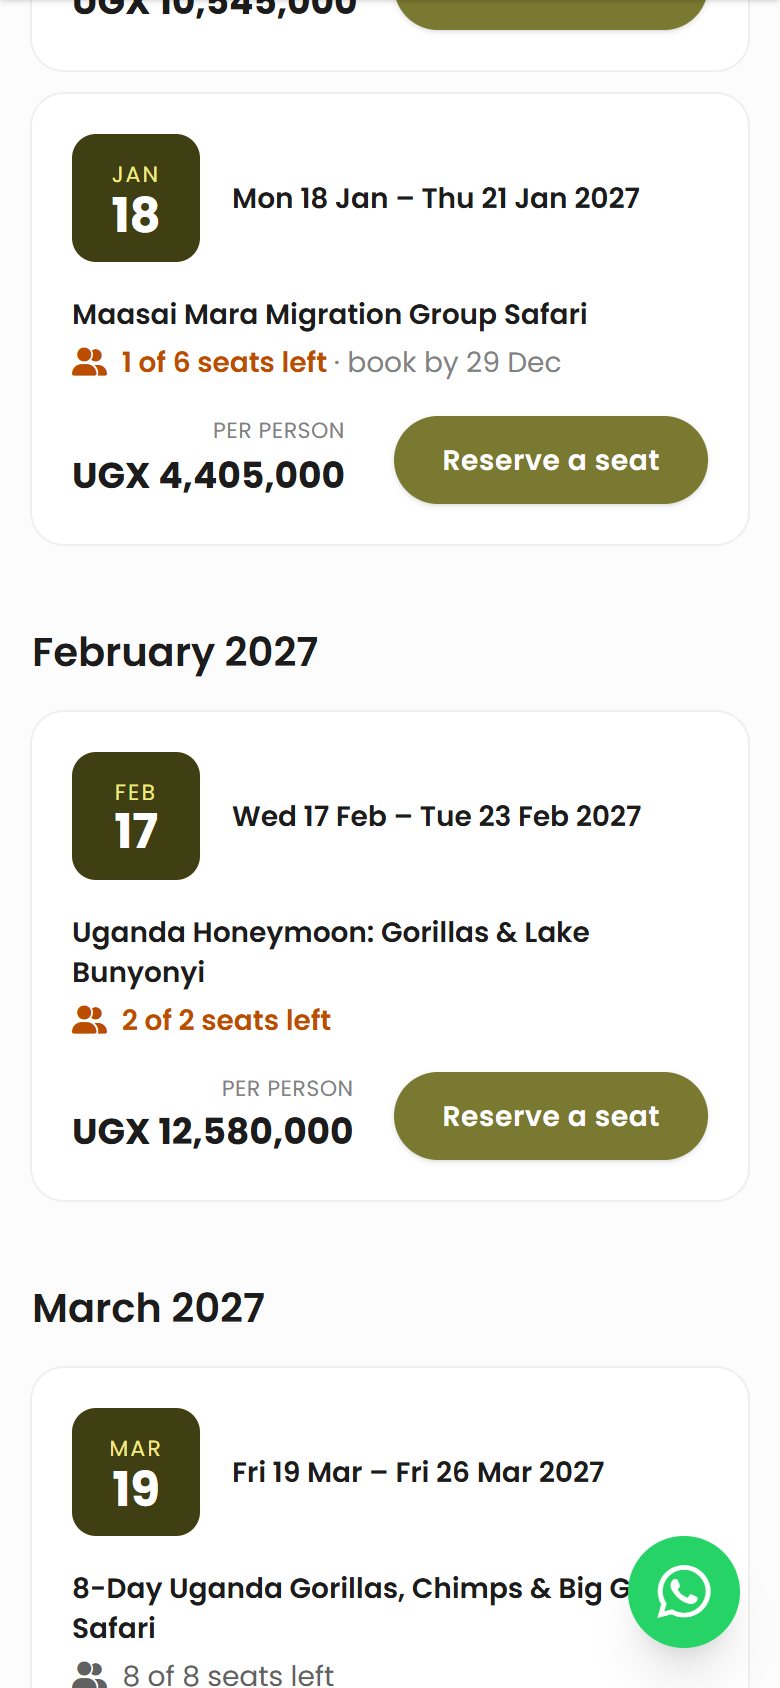 UGX 10,545,000
JAN
18
Mon 18 Jan – Thu 21 Jan 2027
Maasai Mara Migration Group Safari
1 of 6 seats left · book by 29 Dec
PER PERSON
UGX 4,405,000
Reserve a seat
February 2027
FEB
17
Wed 17 Feb – Tue 23 Feb 2027
Uganda Honeymoon: Gorillas & Lake
Bunyonyi
2 of 2 seats left
PER PERSON
UGX 12,580,000
Reserve a seat
March 2027
MAR
19
Fri 19 Mar – Fri 26 Mar 2027
8-Day Uganda Gorillas, Chimps & Big
Safari
8 of 8 seats left